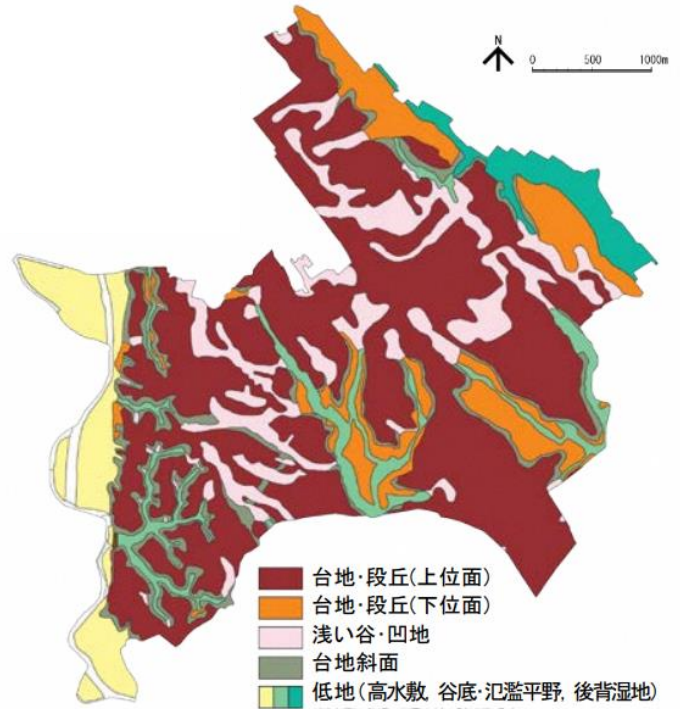 N
0 500 1000m
台地・段丘(上位面)
台地・段丘(下位面)
浅い谷・凹地
台地斜面
低地(高水敷, 谷底・氾濫平野, 後背湿地)